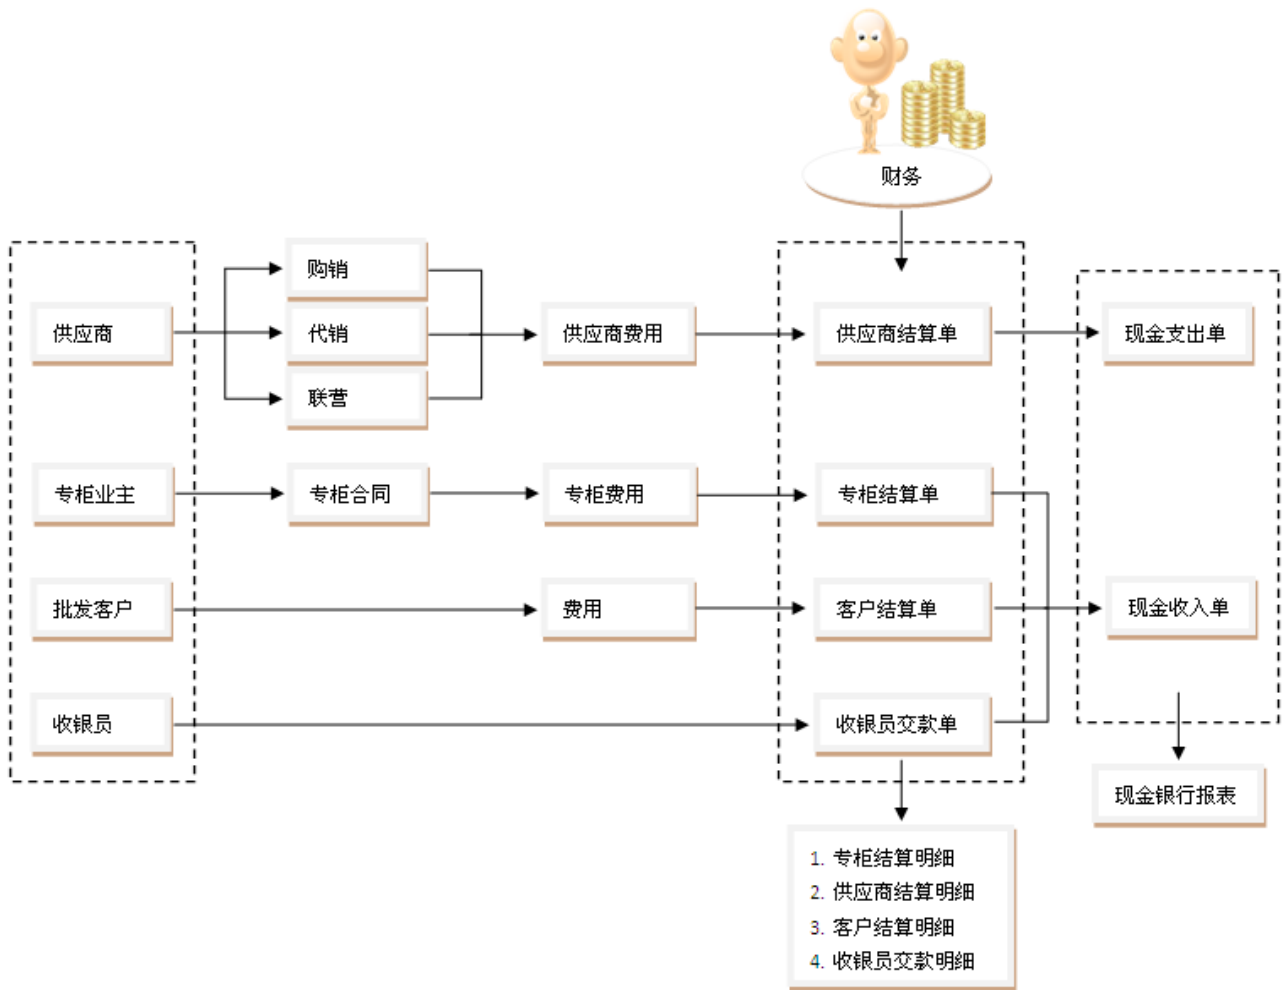 财务
购销
供应商
代销
供应商费用
供应商结算单
现金支出单
联营
专柜业主
专柜合同
专柜费用
专柜结算单
批发客户
费用
客户结算单
现金收入单
收银员
收银员交款单
现金银行报表
1. 专柜结算明细
2. 供应商结算明细
3. 客户结算明细
4. 收银员交款明细